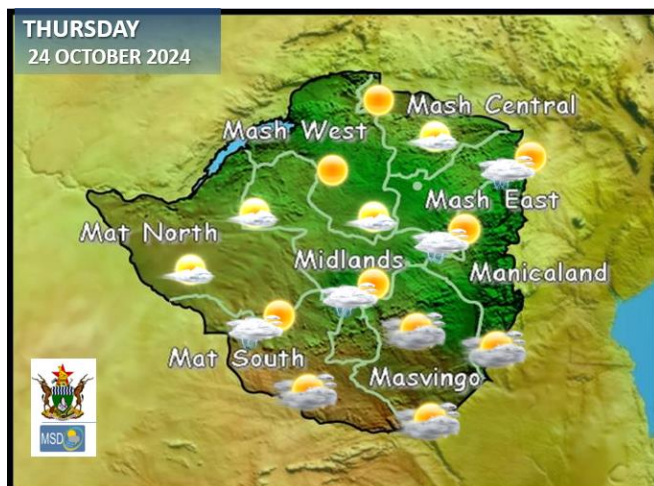 THURSDAY
24 OCTOBER 2024
Mash Central
Mash West
Mash East
Mat North
Midlands
Manicaland
Mat South
Masvingo
MSD